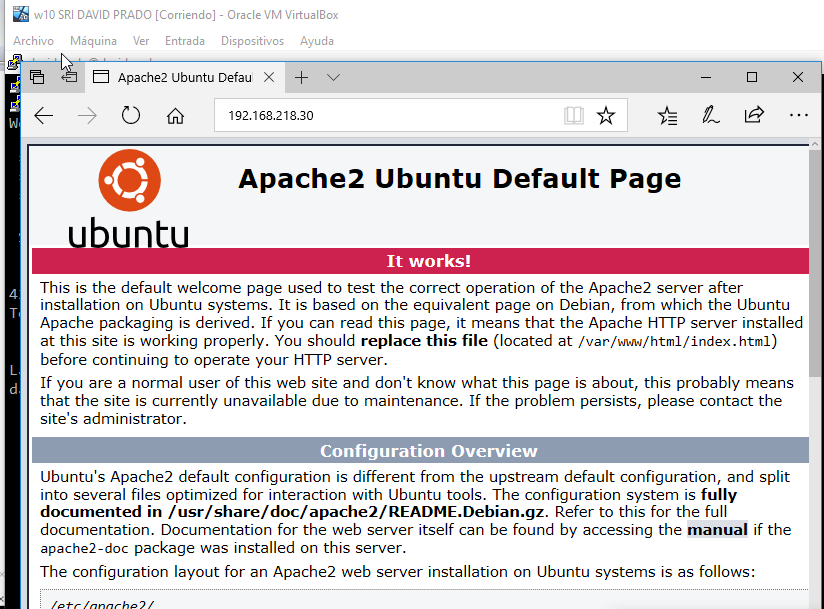 w10 SRI DAVID PRADO [Corriendo] - Oracle VM VirtualBox
Archivo Máquina Ver Entrada Dispositivos Ayuda
Apache2 Ubuntu Defaul
192.168.218.30
ubuntu
Apache2 Ubuntu Default Page
It works!
This is the default welcome page used to test the correct operation of the Apache2 server after
installation on Ubuntu systems. It is based on the equivalent page on Debian, from which the Ubuntu
Apache packaging is derived. If you can read this page, it means that the Apache HTTP server installed
at this site is working properly. You should replace this file (located at /var/www/html/index.html)
before continuing to operate your HTTP server.
If you are a normal user of this web site and don't know what this page is about, this probably means
that the site is currently unavailable due to maintenance. If the problem persists, please contact the
site's administrator.
Configuration Overview
Ubuntu's Apache2 default configuration is different from the upstream default configuration, and split
into several files optimized for interaction with Ubuntu tools. The configuration system is fully
documented in /usr/share/doc/apache2/README.Debian.gz. Refer to this for the full
documentation. Documentation for the web server itself can be found by accessing the manual if the
apache2-doc package was installed on this server.
The configuration layout for an Apache2 web server installation on Ubuntu systems is as follows:
/etc/apache2/